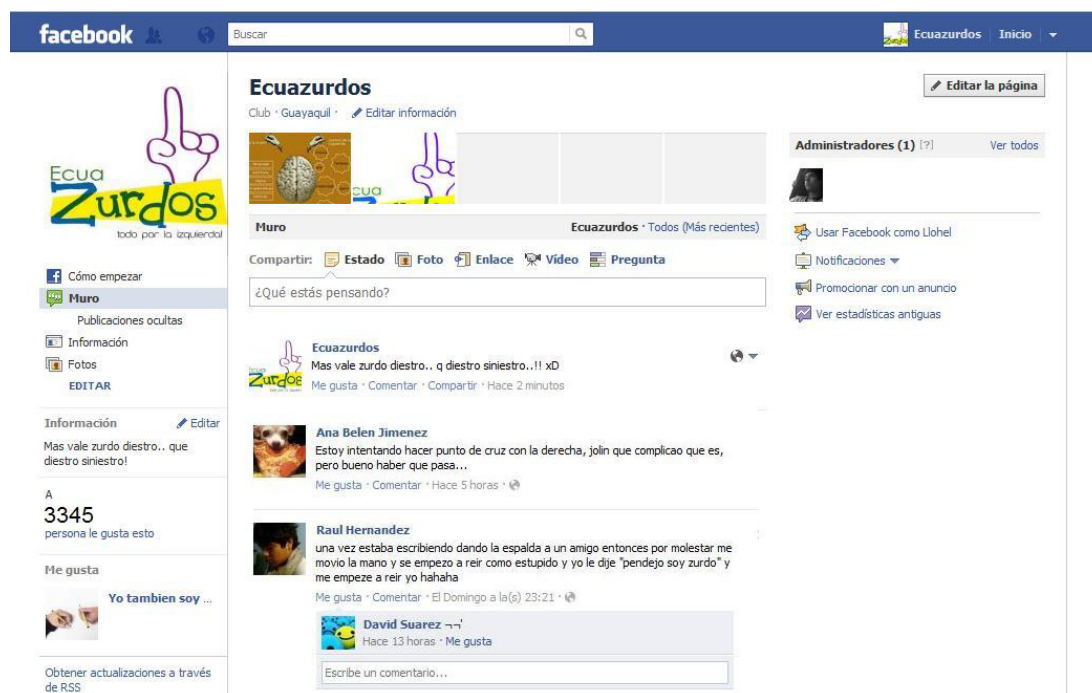 facebook
Buscar
Ecuazurdos Inicio
Ecua
Zurdos
todo por la izquierda!
Cómo empezar
Muro
Publicaciones ocultas
Información
Fotos
EDITAR
Información Editar
Mas vale zurdo diestro.. que
diestro siniestro!
A
3345
persona le gusta esto
Me gusta
Yo tambien soy ...
Obtener actualizaciones a través
de RSS
Ecuazurdos
Club · Guayaquil · Editar información
cua
Zurdos
Muro Ecuazurdos · Todos (Más recientes)
Compartir: Estado Foto Enlace Vídeo Pregunta
¿Qué estás pensando?
Zurdos
Ecuazurdos
Mas vale zurdo diestro.. q diestro siniestro..!! xD
Me gusta · Comentar · Compartir · Hace 2 minutos
Ana Belen Jimenez
Estoy intentando hacer punto de cruz con la derecha, jolin que complicao que es,
pero bueno haber que pasa...
Me gusta · Comentar · Hace 5 horas ·
Raul Hernandez
una vez estaba escribiendo dando la espalda a un amigo entonces por molestar me
movio la mano y se empezo a reir como estupido y yo le dije "pendejo soy zurdo" y
me empeze a reir yo hahaha
Me gusta · Comentar · El Domingo a la(s) 23:21 ·
David Suarez ¬¬'
Hace 13 horas · Me gusta
Escribe un comentario...
Editar la página
Administradores (1) [?] Ver todos
Usar Facebook como Llohel
Notificaciones
Promocionar con un anuncio
Ver estadísticas antiguas